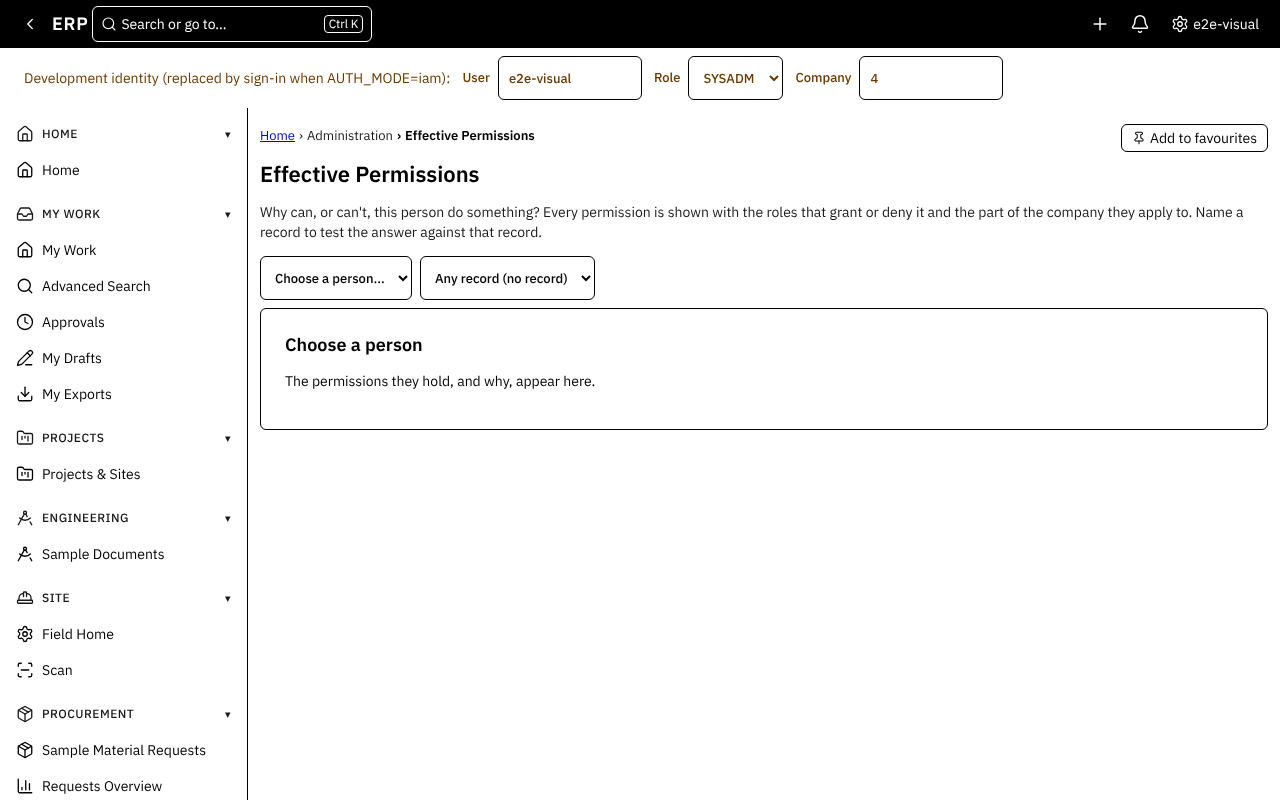 ERP
Search or go to...
Ctrl K
e2e-visual
Development identity (replaced by sign-in when AUTH_MODE=iam):
User
e2e-visual
Role
SYSADM
Company
4
HOME
Home
MY WORK
My Work
Advanced Search
Approvals
My Drafts
My Exports
PROJECTS
Projects & Sites
ENGINEERING
Sample Documents
SITE
Field Home
Scan
PROCUREMENT
Sample Material Requests
Requests Overview
Home › Administration › Effective Permissions
Add to favourites
Effective Permissions
Why can, or can't, this person do something? Every permission is shown with the roles that grant or deny it and the part of the company they apply to. Name a
record to test the answer against that record.
Choose a person...
Any record (no record)
Choose a person
The permissions they hold, and why, appear here.